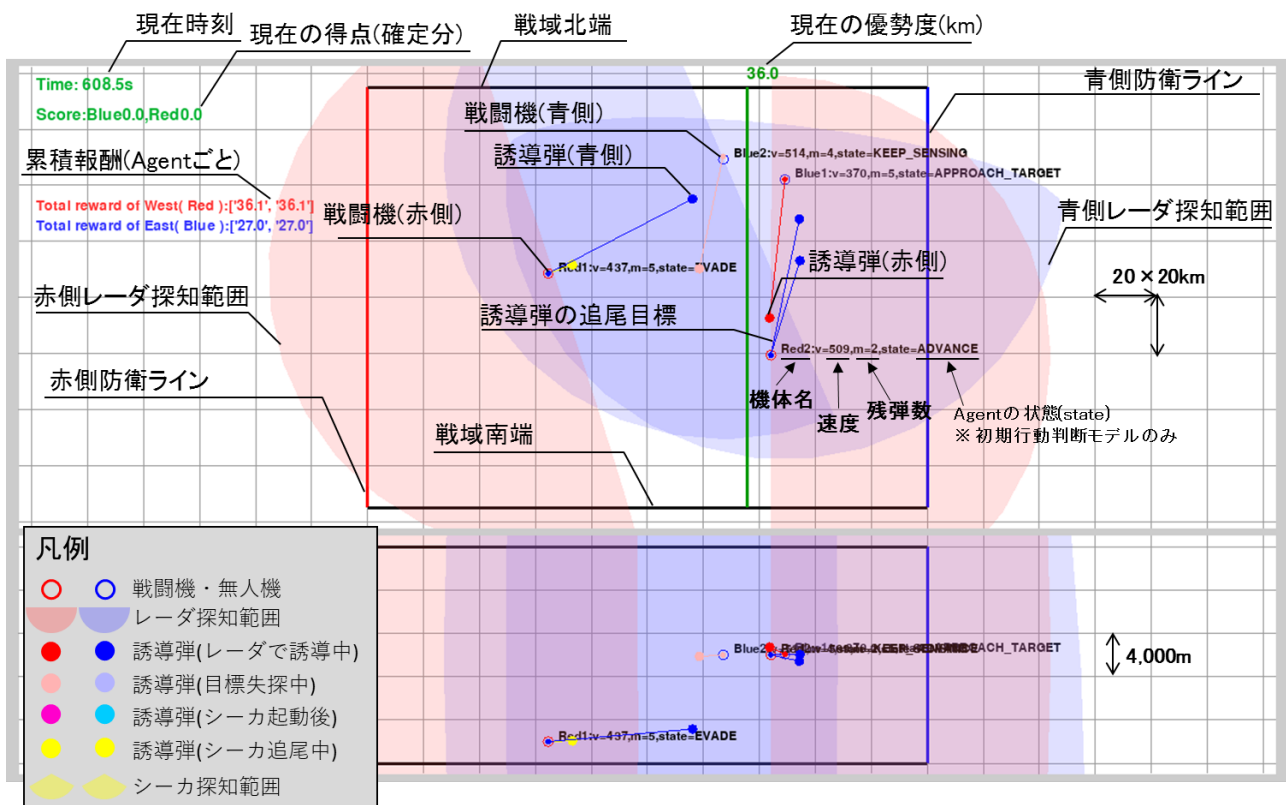 現在時刻
現在の得点(確定分)
戦域北端
現在の優勢度(km)
36.0
Time: 608.5s
Score:Blue0.0,Red0.0
青側防衛ライン
戦闘機(青側)
Blue2:v=514,m=4,state=KEEP_SENSING
誘導弾(青側)
Blue1:v=370,m=5,state=APPROACH_TARGET
累積報酬(Agentごと)
Total reward of West( Red ):['36.1', '36.1']
Total reward of East( Blue ):['27.0', '27.0']
戦闘機(赤側)
青側レーダ探知範囲
Red1:v=437,m=5,state=EVADE
誘導弾(赤側)
20×20km
赤側レーダ探知範囲
誘導弾の追尾目標
Red2:v=509,m=2,state=ADVANCE
赤側防衛ライン
機体名
速度
残弾数
Agentの状態(state)
※初期行動判断モデルのみ
戦域南端
凡例
戦闘機・無人機
レーダ探知範囲
誘導弾(レーダで誘導中)
誘導弾(目標失探中)
誘導弾(シーカ起動後)
誘導弾(シーカ追尾中)
シーカ探知範囲
4,000m
Red1:v=437,m=5,state=EVADE